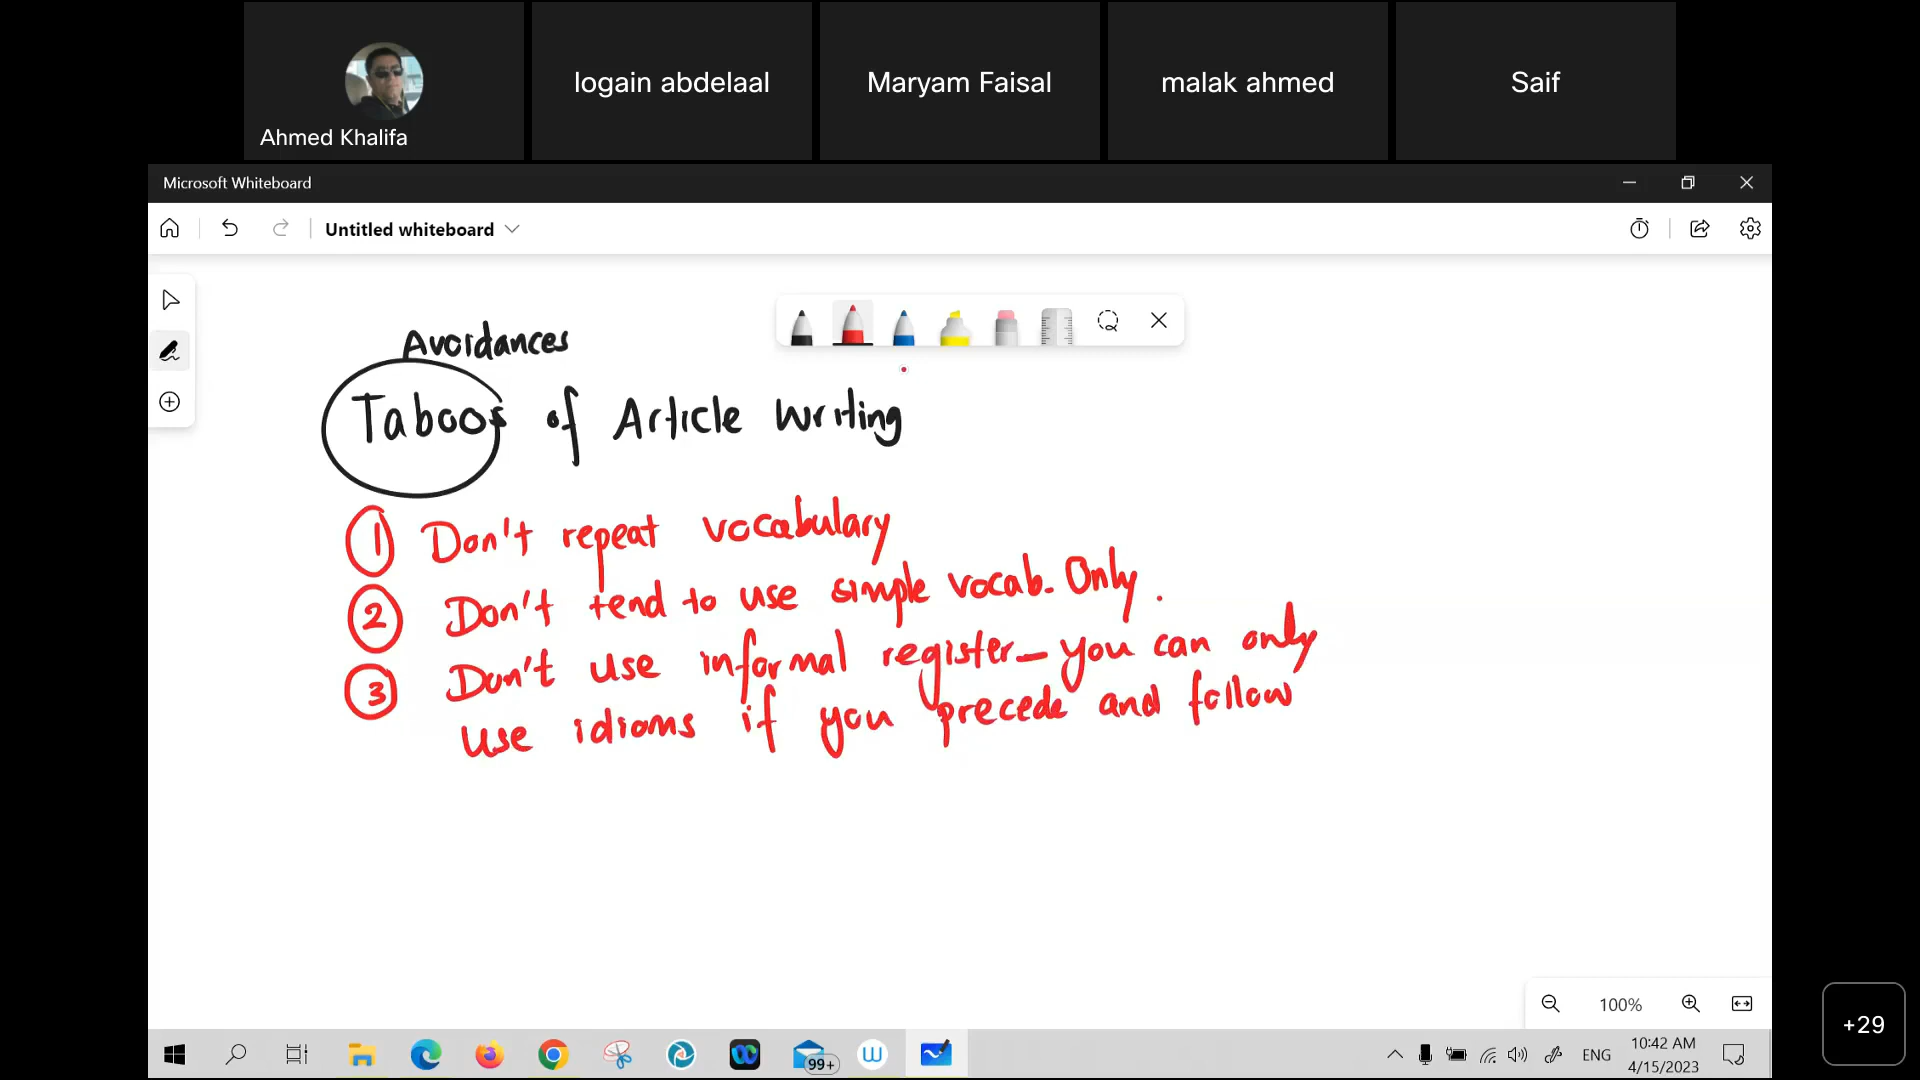 logain abdelaal
Maryam Faisal
malak ahmed
Saif
Ahmed Khalifa
Microsoft Whiteboard
Untitled whiteboard
Avoidances
Taboos of Article Writing
1 Don't repeat vocabulary
2 Don't tend to use simple vocab. Only.
3 Don't use informal register - you can only
use idioms if you precede and follow
100%
+29
99+
ENG
10:42 AM
4/15/2023